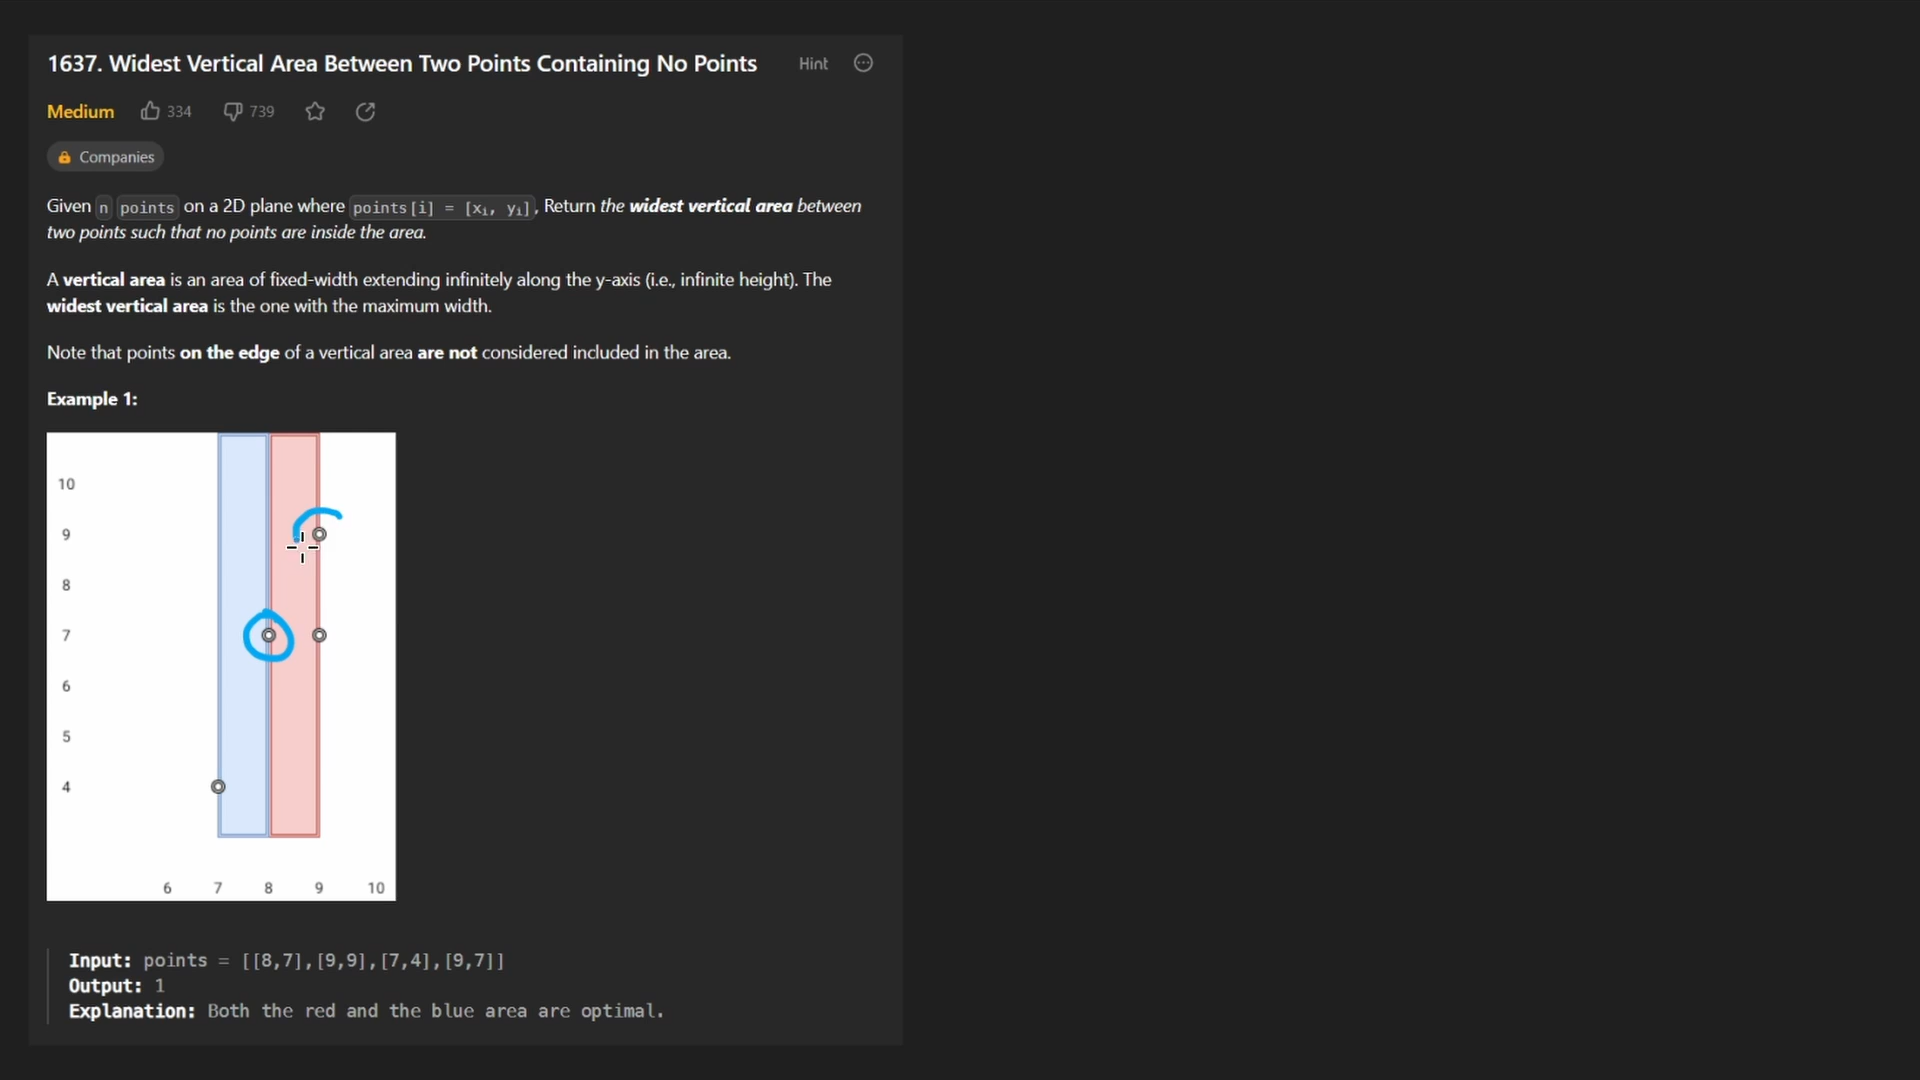 1637. Widest Vertical Area Between Two Points Containing No Points
Hint
Medium 334 739
Companies
Given n points on a 2D plane where points[i] = [xᵢ, yᵢ], Return the widest vertical area between
two points such that no points are inside the area.
A vertical area is an area of fixed-width extending infinitely along the y-axis (i.e., infinite height). The
widest vertical area is the one with the maximum width.
Note that points on the edge of a vertical area are not considered included in the area.
Example 1:
10
9
8
7
6
5
4
6 7 8 9 10
Input: points = [[8,7],[9,9],[7,4],[9,7]]
Output: 1
Explanation: Both the red and the blue area are optimal.